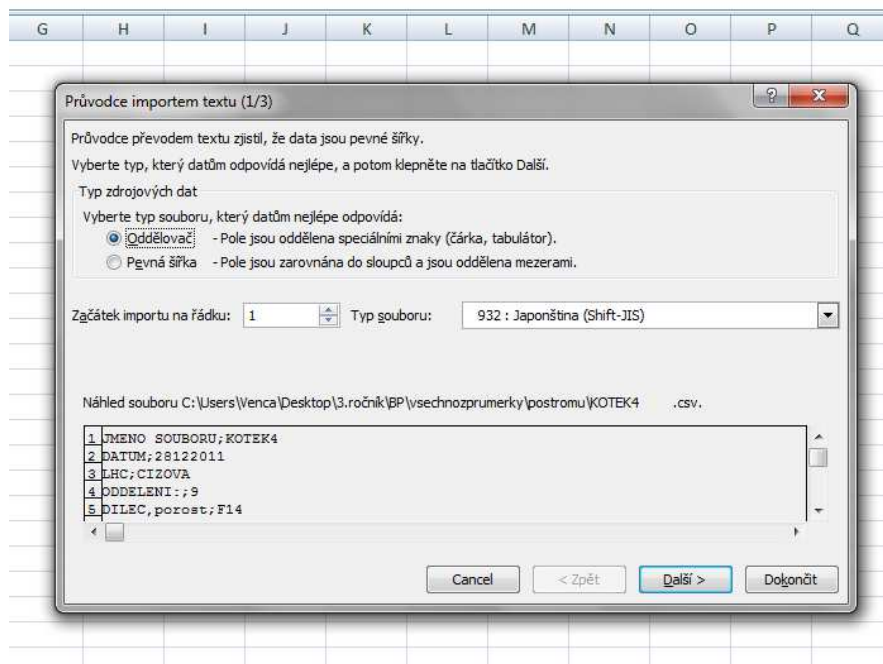 G H I J K L M N O P Q
Průvodce importem textu (1/3)
Průvodce převodem textu zjistil, že data jsou pevné šířky.
Vyberte typ, který datům odpovídá nejlépe, a potom klepněte na tlačítko Další.
Typ zdrojových dat
Vyberte typ souboru, který datům nejlépe odpovídá:
Oddělovač - Pole jsou oddělena speciálními znaky (čárka, tabulátor).
Pevná šířka - Pole jsou zarovnána do sloupců a jsou oddělena mezerami.
Začátek importu na řádku: 1 Typ souboru: 932 : Japonština (Shift-JIS)
Náhled souboru C:\Users\Venca\Desktop\3.ročník\BP\vsechnozprumerky\postromu\KOTEK4 .csv.
1 JMENO SOUBORU;KOTEK4
2 DATUM;28122011
3 LHC;CIZOVA
4 ODDELENI:;9
5 DILEC,porost;F14
Cancel < Zpět Další > Dokončit